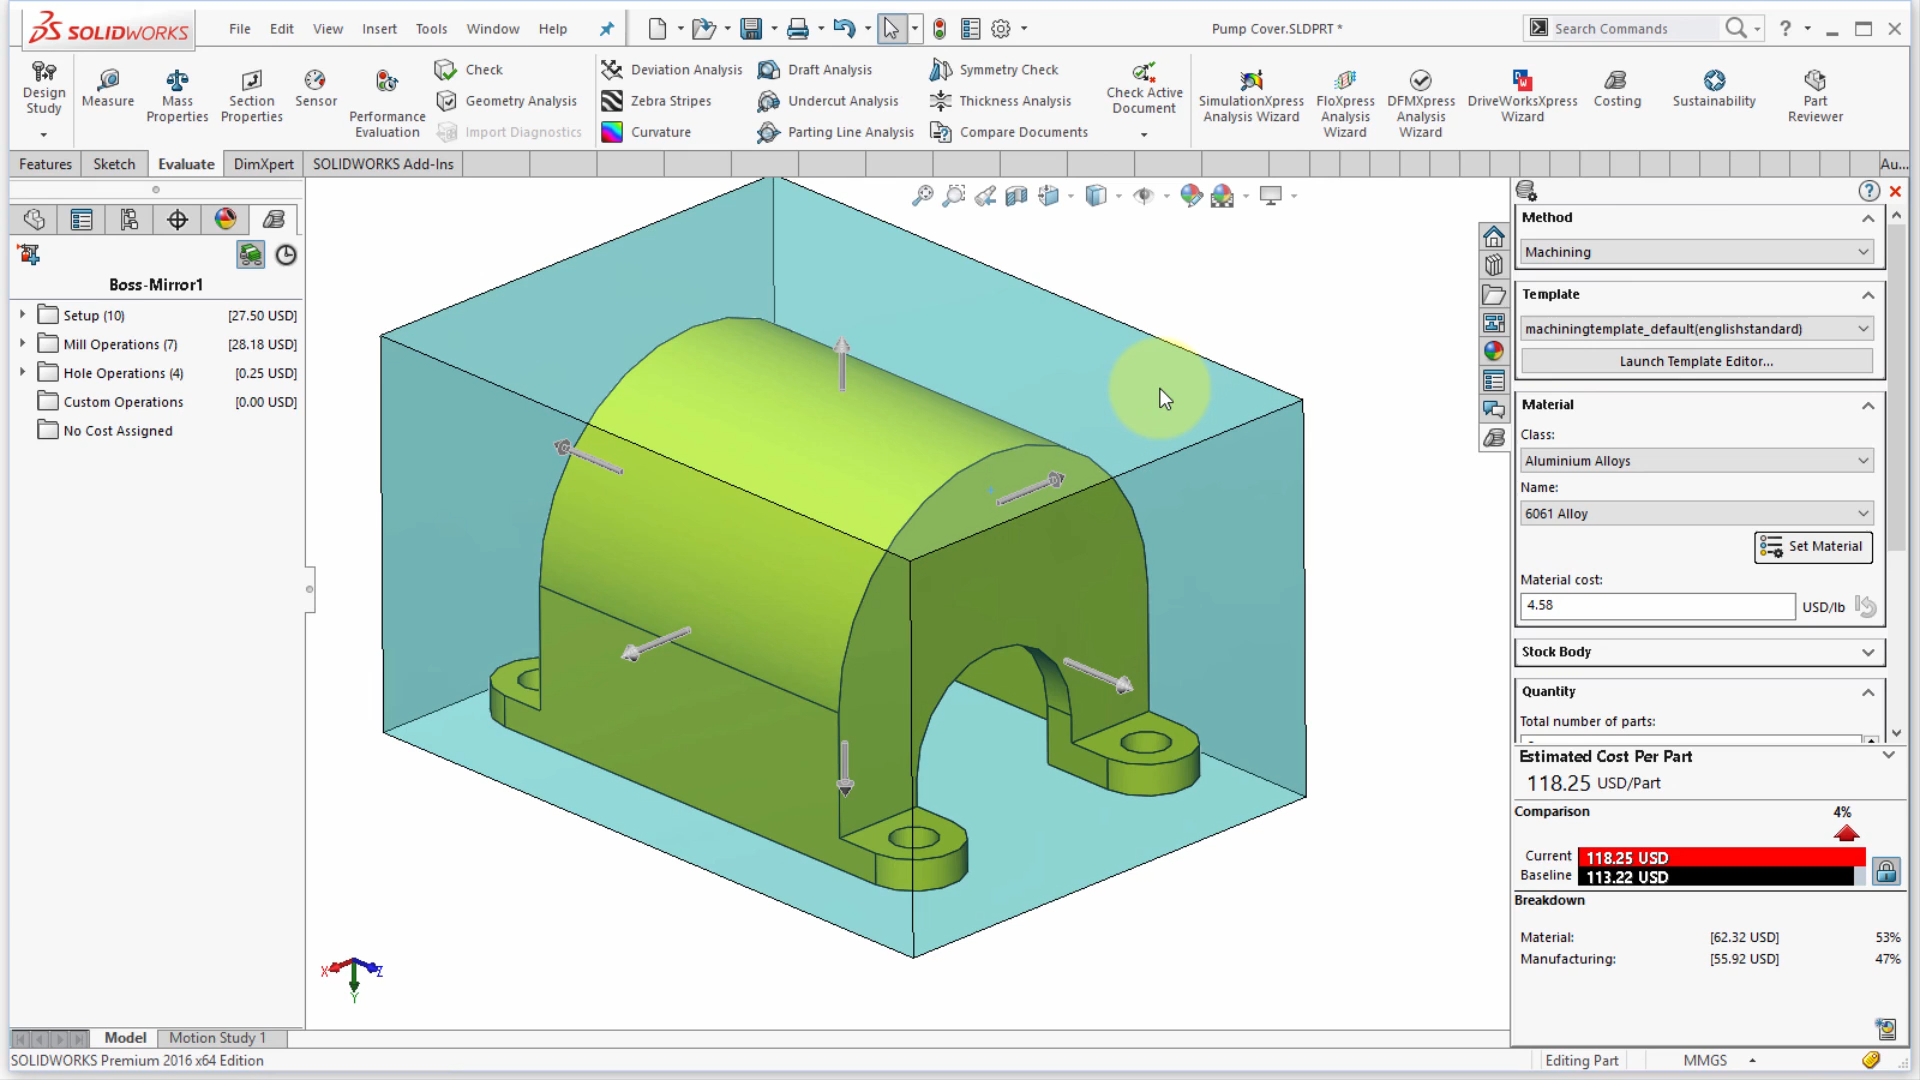 SOLIDWORKS
File Edit View Insert Tools Window Help
Pump Cover.SLDPRT *
Search Commands
Design Study
Measure
Mass Properties
Section Properties
Sensor
Performance Evaluation
Check
Geometry Analysis
Import Diagnostics
Deviation Analysis
Zebra Stripes
Curvature
Draft Analysis
Undercut Analysis
Parting Line Analysis
Symmetry Check
Thickness Analysis
Compare Documents
Check Active Document
SimulationXpress Analysis Wizard
FloXpress Analysis Wizard
DFMXpress Analysis Wizard
DriveWorksXpress Wizard
Costing
Sustainability
Part Reviewer
Features Sketch Evaluate DimXpert SOLIDWORKS Add-Ins
Au...
Boss-Mirror1
Setup (10) [27.50 USD]
Mill Operations (7) [28.18 USD]
Hole Operations (4) [0.25 USD]
Custom Operations [0.00 USD]
No Cost Assigned
X Z
Y
Method
Machining
Template
machiningtemplate_default(englishstandard)
Launch Template Editor...
Material
Class:
Aluminium Alloys
Name:
6061 Alloy
Set Material
Material cost:
4.58 USD/lb
Stock Body
Quantity
Total number of parts:
Estimated Cost Per Part
118.25 USD/Part
Comparison 4%
Current 118.25 USD
Baseline 113.22 USD
Breakdown
Material: [62.32 USD] 53%
Manufacturing: [55.92 USD] 47%
Model Motion Study 1
SOLIDWORKS Premium 2016 x64 Edition
Editing Part MMGS